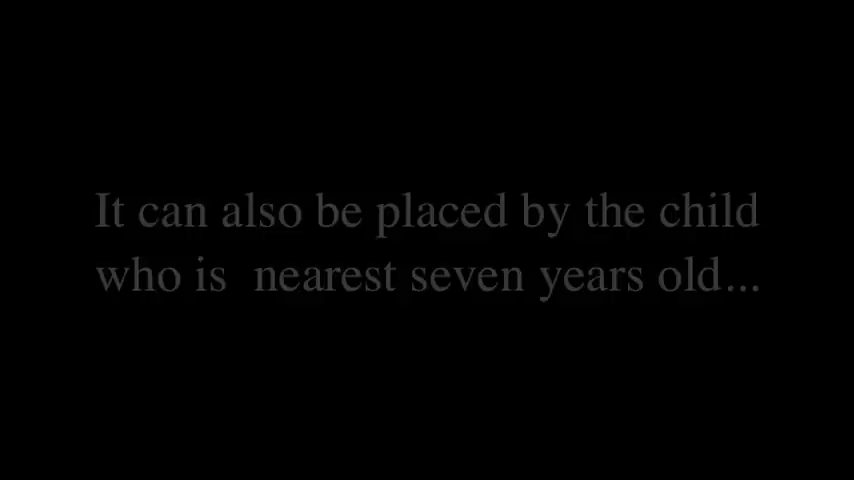 It can also be placed by the child
who is  nearest seven years old...